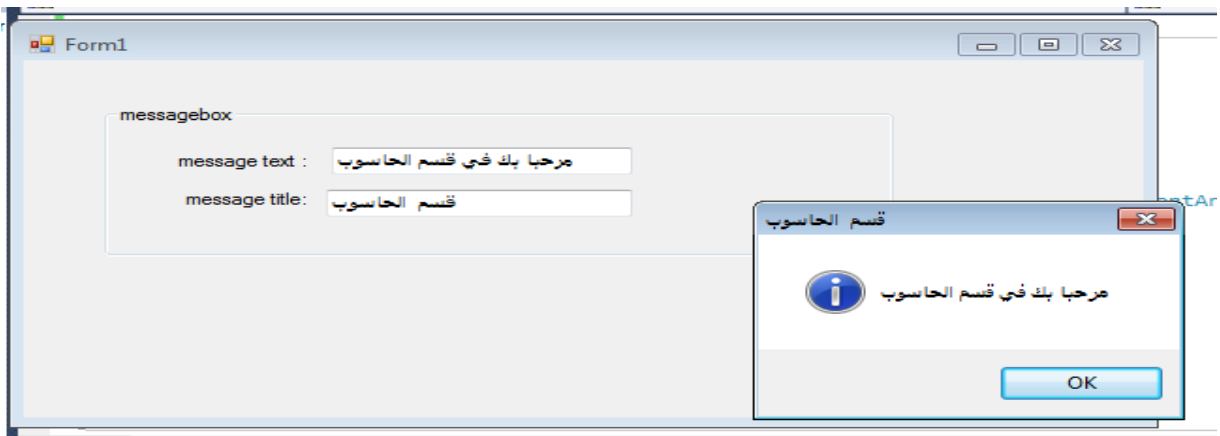 Form1
messagebox
message text :
مرحبا بك في قسم الحاسوب
message title:
قسم الحاسوب
ntAr
قسم الحاسوب
مرحبا بك في قسم الحاسوب
OK